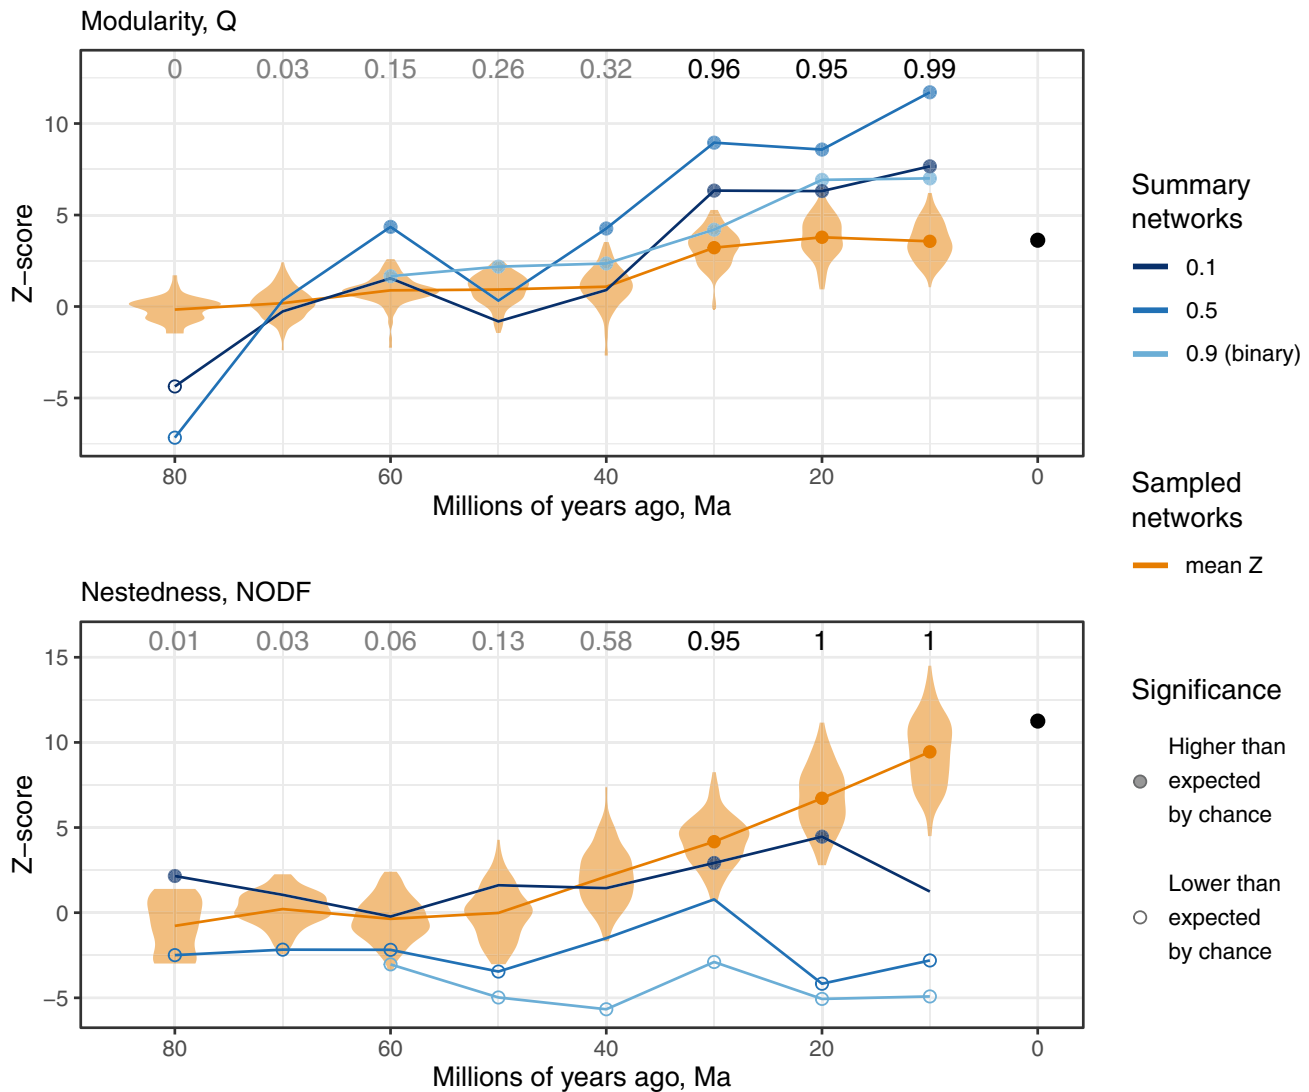 Modularity, Q
0 0.03 0.15 0.26 0.32 0.96 0.95 0.99
10
5
0
−5
Z−score
80 60 40 20 0
Millions of years ago, Ma
Nestedness, NODF
0.01 0.03 0.06 0.13 0.58 0.95 1 1
15
10
5
0
−5
Z−score
80 60 40 20 0
Millions of years ago, Ma
Summary
networks
0.1
0.5
0.9 (binary)
Sampled
networks
mean Z
Significance
Higher than
expected
by chance
Lower than
expected
by chance